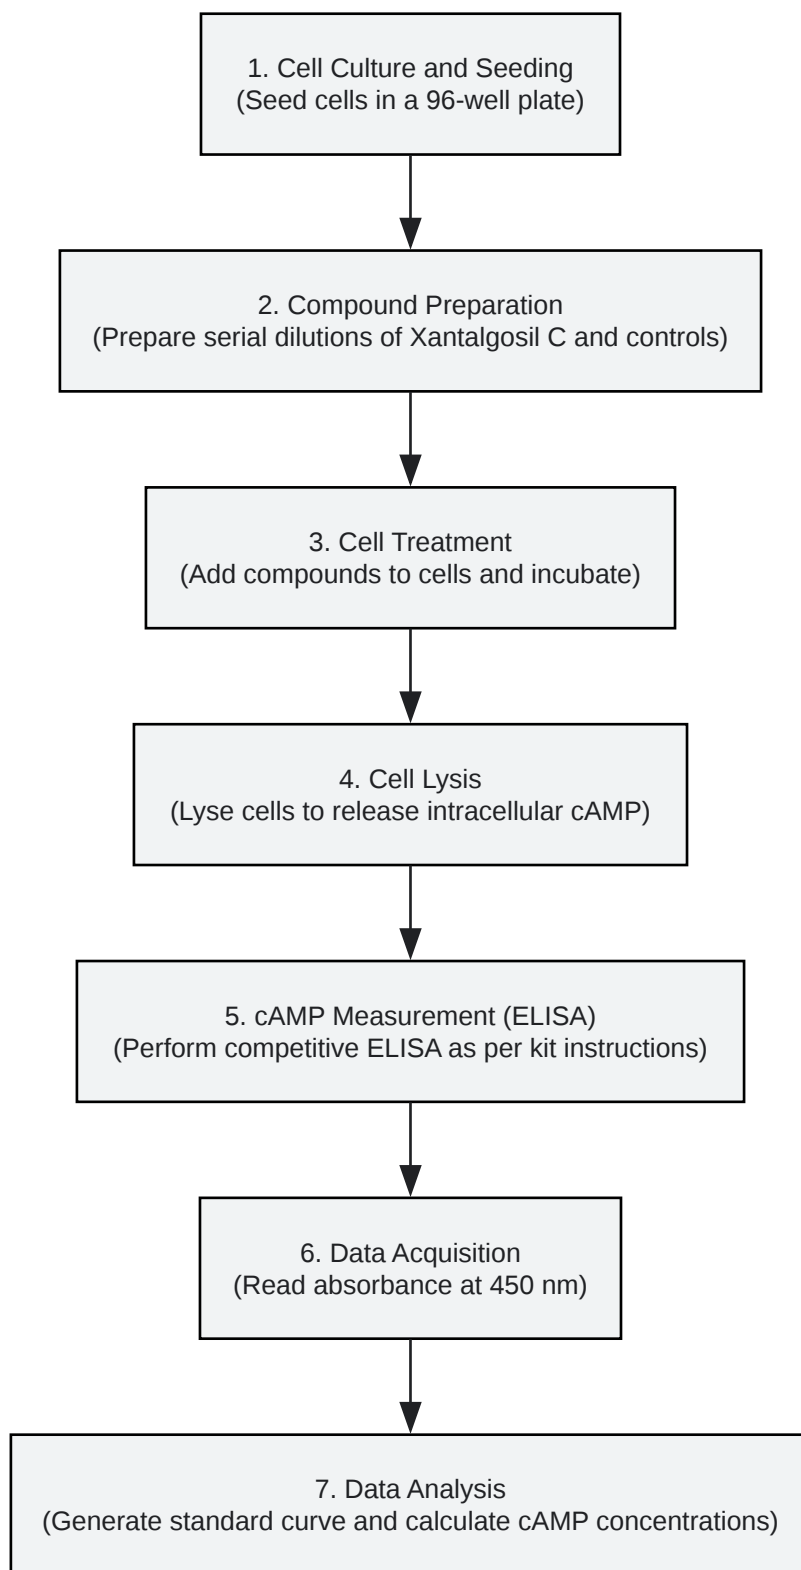 1. Cell Culture and Seeding
(Seed cells in a 96-well plate)
2. Compound Preparation
(Prepare serial dilutions of Xantalgosil C and controls)
3. Cell Treatment
(Add compounds to cells and incubate)
4. Cell Lysis
(Lyse cells to release intracellular cAMP)
5. cAMP Measurement (ELISA)
(Perform competitive ELISA as per kit instructions)
6. Data Acquisition
(Read absorbance at 450 nm)
7. Data Analysis
(Generate standard curve and calculate cAMP concentrations)